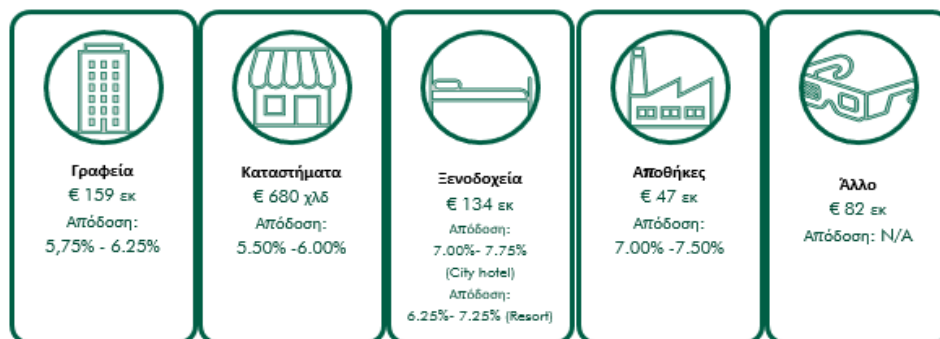 Γραφεία
€ 159 εκ
Απόδοση:
5,75% - 6.25%
Καταστήματα
€ 680 χλδ
Απόδοση:
5.50% -6.00%
Ξενοδοχεία
€ 134 εκ
Απόδοση:
7.00%- 7.75%
(City hotel)
Απόδοση:
6.25%- 7.25% (Resort)
Αποθήκες
€ 47 εκ
Απόδοση:
7.00% -7.50%
Άλλο
€ 82 εκ
Απόδοση: N/A